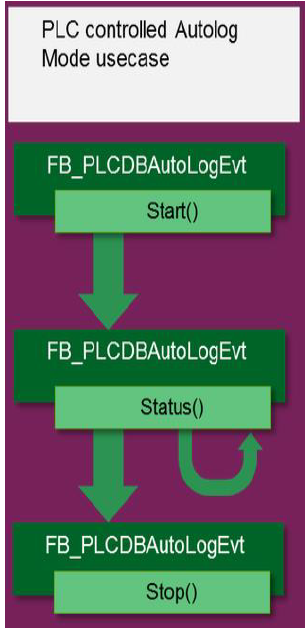 PLC controlled Autolog
Mode usecase
FB_PLCDBAutoLogEvt
Start()
FB_PLCDBAutoLogEvt
Status()
FB_PLCDBAutoLogEvt
Stop()